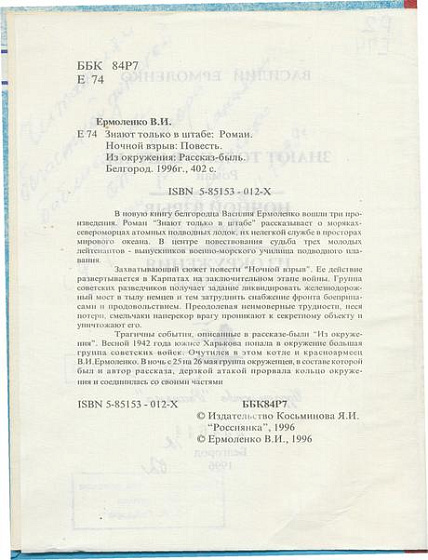 ББК 84Р7
Е 74
Ермоленко В.И.
Е 74 Знают только в штабе: Роман.
Ночной взрыв: Повесть.
Из окружения: Рассказ-быль.
Белгород. 1996г., 402 с.
ISBN 5-85153 - 012-X
В новую книгу белгородца Василия Ермоленко вошли три про-
изведения. Роман "Знают только в штабе" рассказывает о моряках-
североморцах атомных подводных лодок, их нелегкой службе в просторах
мирового океана. В центре повествования судьба трех молодых
лейтенантов - выпускников военно-морского училища подводного пла-
вания.
Захватывающий сюжет повести "Ночной взрыв". Ее действие
развертывается в Карпатах на заключительном этапе войны. Группа
советских разведчиков получает задание ликвидировать железнодорож-
ный мост в тылу немцев и тем затруднить снабжение фронта боеприпа-
сами и продовольствием. Преодолевая неимоверные трудности, неся
потери, смельчаки наперекор врагу проникают к секретному объекту и
уничтожают его.
Трагичны события, описанные в рассказе-были "Из окруже-
ния". Весной 1942 года южнее Харькова попала в окружение большая
группа советских войск. Очутился в этом котле и красноармеец
В.И.Ермоленко. В ночь с 25 на 26 мая группа окруженцев, в составе которой
был и автор рассказа, дерзкой атакой прорвала кольцо окруже-
ния и соединилась со своими частями
ISBN 5-85153 - 012-X
ББК84Р7
© Издательство Косьминова Я.И.
"Россиянка", 1996
© Ермоленко В.И., 1996